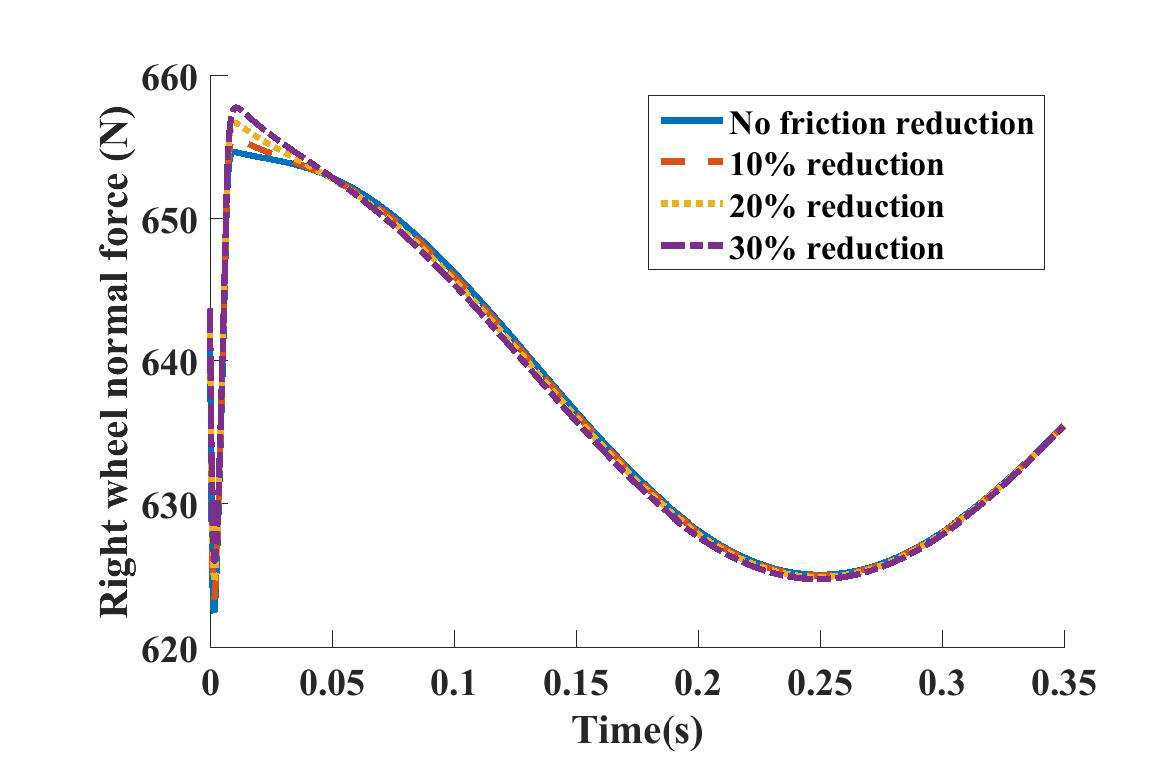 Right wheel normal force (N)
660
650
640
630
620
No friction reduction
10% reduction
20% reduction
30% reduction
0 0.05 0.1 0.15 0.2 0.25 0.3 0.35
Time(s)